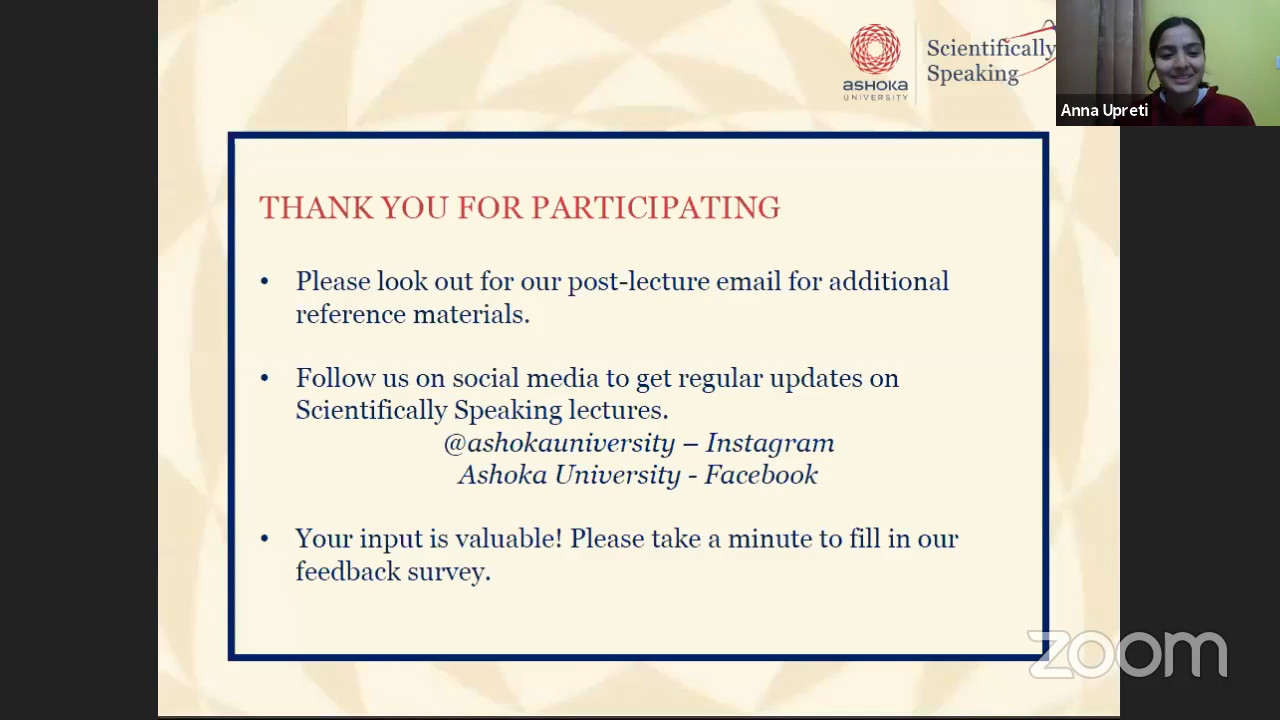 ASHOKA
UNIVERSITY
Scientifically
Speaking
Anna Upreti
THANK YOU FOR PARTICIPATING
• Please look out for our post-lecture email for additional
reference materials.
• Follow us on social media to get regular updates on
Scientifically Speaking lectures.
@ashokauniversity – Instagram
Ashoka University - Facebook
• Your input is valuable! Please take a minute to fill in our
feedback survey.
zoom